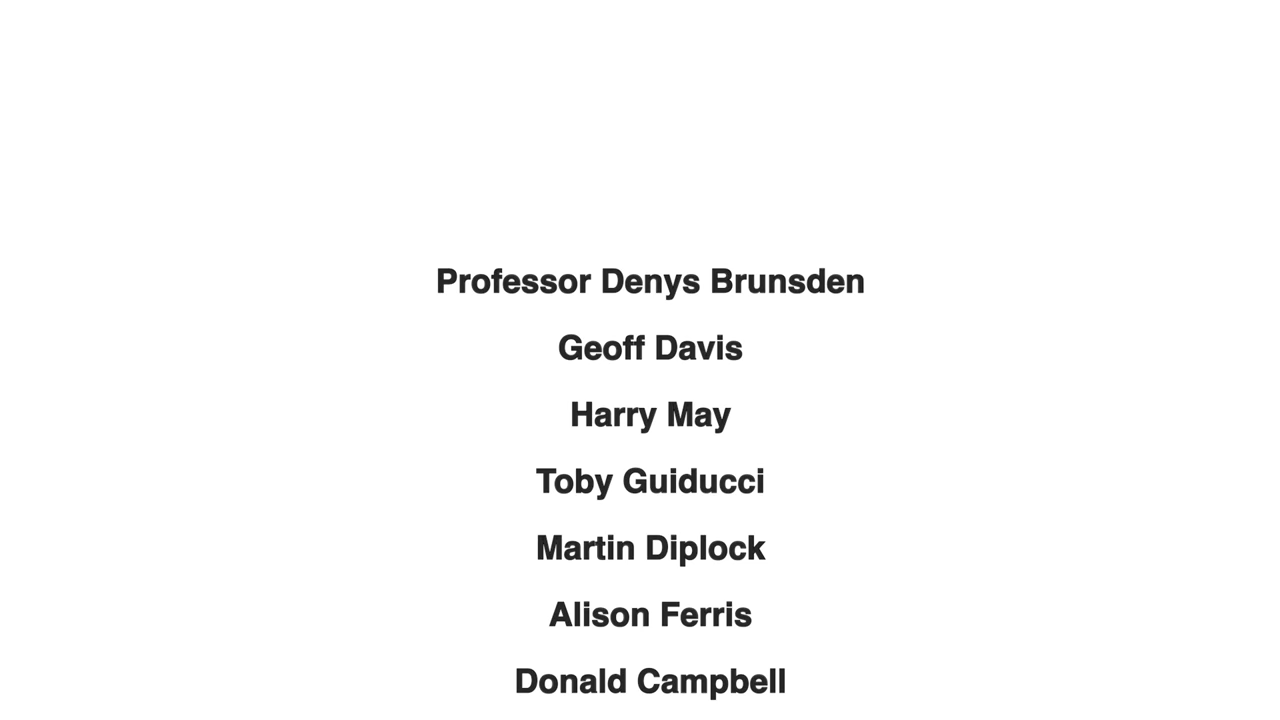 Professor Denys Brunsden
Geoff Davis
Harry May
Toby Guiducci
Martin Diplock
Alison Ferris
Donald Campbell